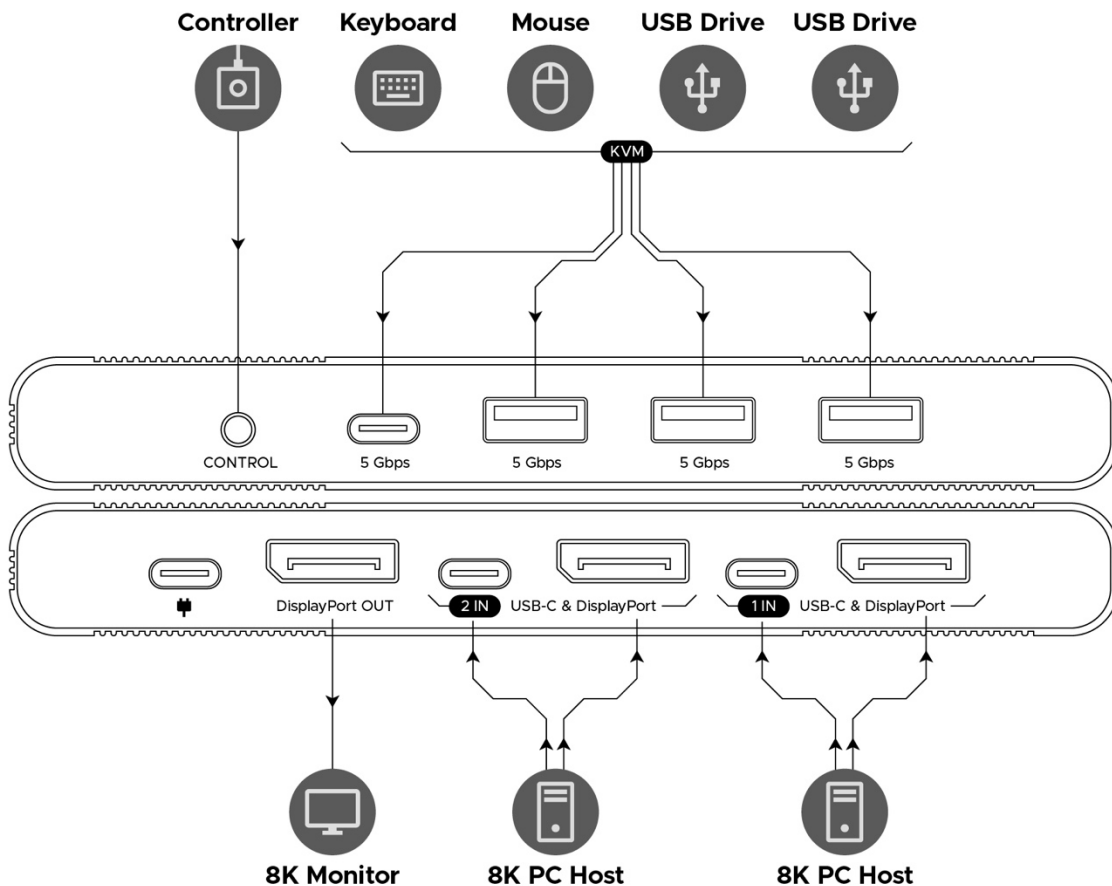 Controller Keyboard Mouse USB Drive USB Drive
KVM
CONTROL 5 Gbps 5 Gbps 5 Gbps 5 Gbps
DisplayPort OUT 2 IN USB-C & DisplayPort 1 IN USB-C & DisplayPort
8K Monitor 8K PC Host 8K PC Host